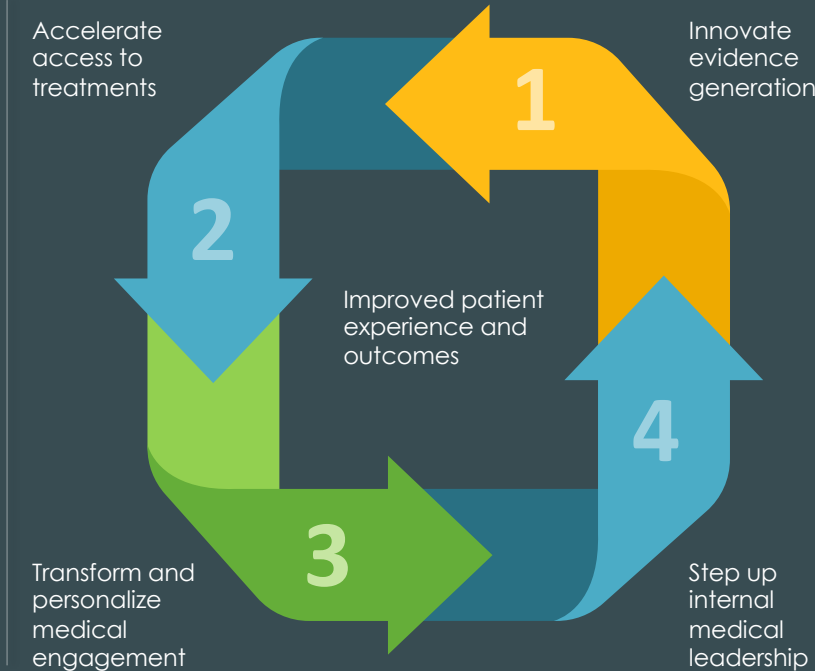 Accelerate
access to
treatments
Innovate
evidence
generation
1
2
Improved patient
experience and
outcomes
4
3
Transform and
personalize
medical
engagement
Step up
internal
medical
leadership